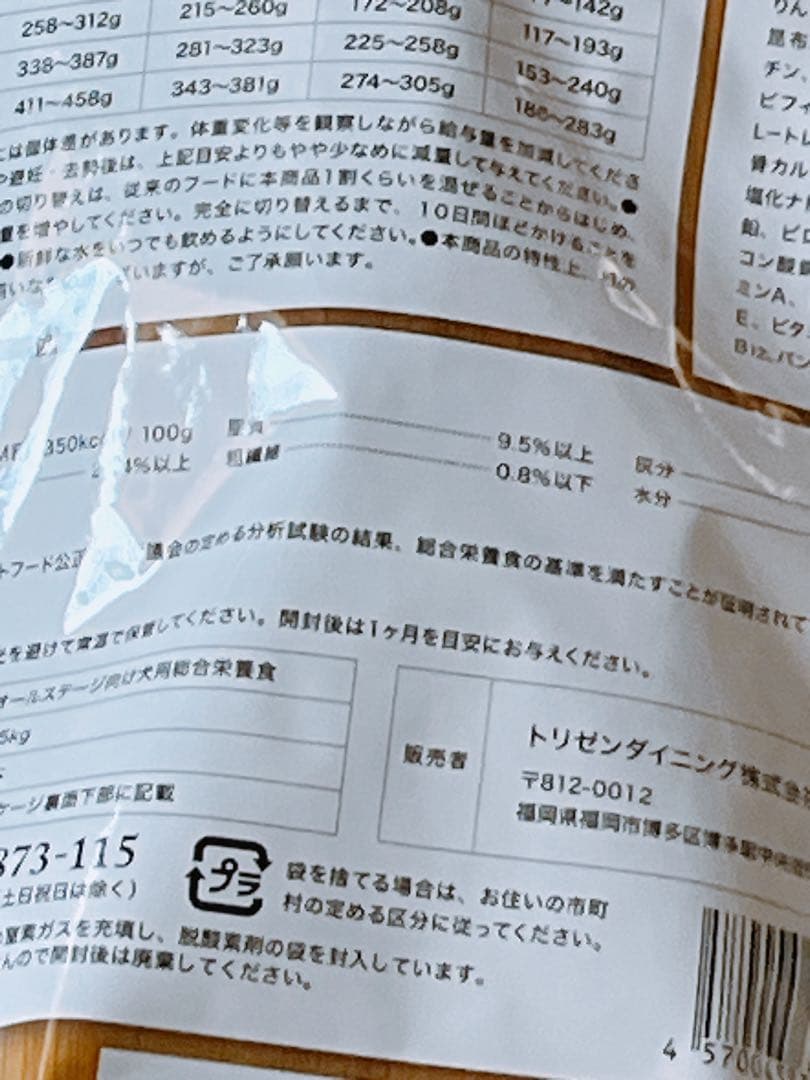 258〜312g 215〜260g 172〜208g 142g
338〜387g 281〜323g 225〜258g 117〜193g
411〜458g 343〜381g 274〜305g 153〜240g
186〜283g
には個体差があります。体重変化等を観察しながら給与量を加減してくださ
や避妊・去勢後は、上記目安よりもやや少なめに減量して与えてください。●
の切り替えは、従来のフードに本商品1割くらいを混ぜることからはじめ、
量を増やしてください。完全に切り替えるまで、10日間ほどかけることを
●新鮮な水をいつでも飲めるようにしてください。●本商品の特性上、
いますが、ご了承願います。
りん
昆布
チン、
ビフィ
レートレ
骨カル
塩化ナト
鉛、ピロ
コン酸
ミンA、
E、ビタ
B12、パン
350kc / 100g 脂質 9.5%以上 灰分
4%以上 粗繊維 0.8%以下 水分
トフード公正 議会の定める分析試験の結果、総合栄養食の基準を満たすことが証明されて
を避けて常温で保管してください。開封後は1ヶ月を目安にお与えください。
オールステージ向け犬用総合栄養食
5kg
ケージ裏面下部に記載
販売者
トリゼンダイニング株式会社
〒812-0012
福岡県福岡市博多区博多駅中央街
873-115
土日祝日は除く)
プラ
袋を捨てる場合は、お住いの市町
村の定める区分に従ってください。
窒素ガスを充填し、脱酸素剤の袋を封入しています。
んので開封後は廃棄してください。
4 5700